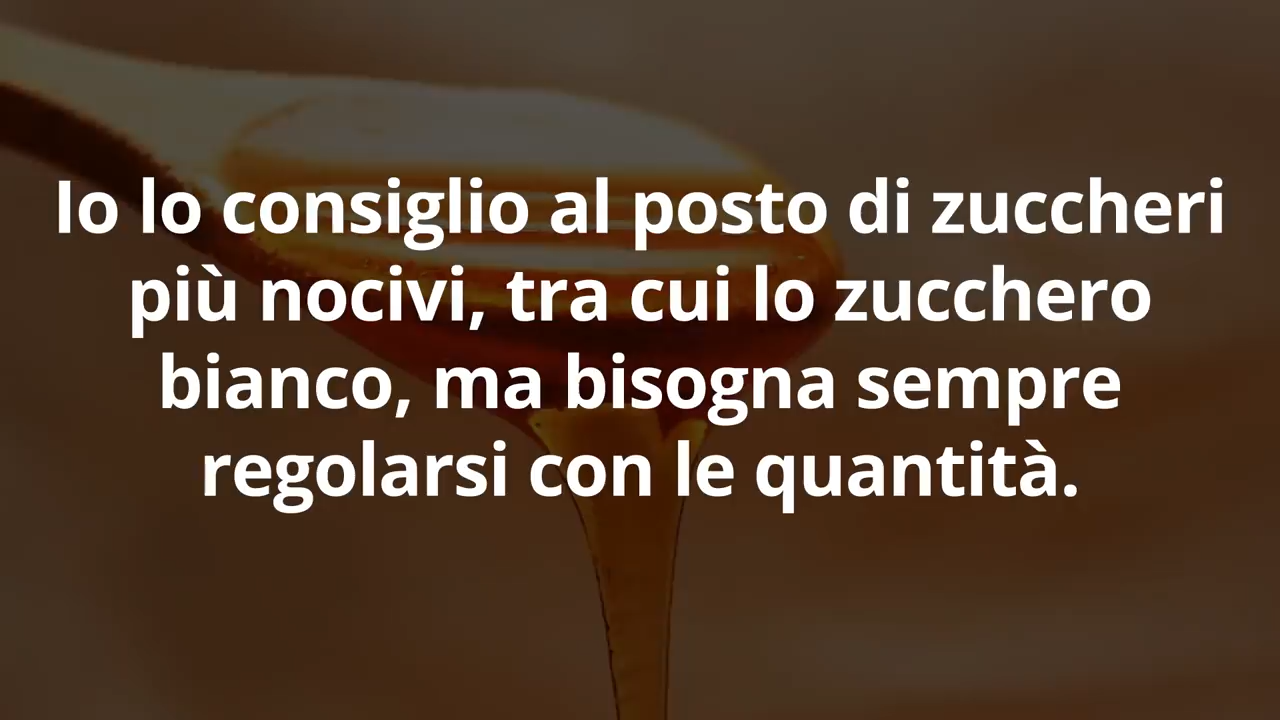 Io lo consiglio al posto di zuccheri
più nocivi, tra cui lo zucchero
bianco, ma bisogna sempre
regolarsi con le quantità.